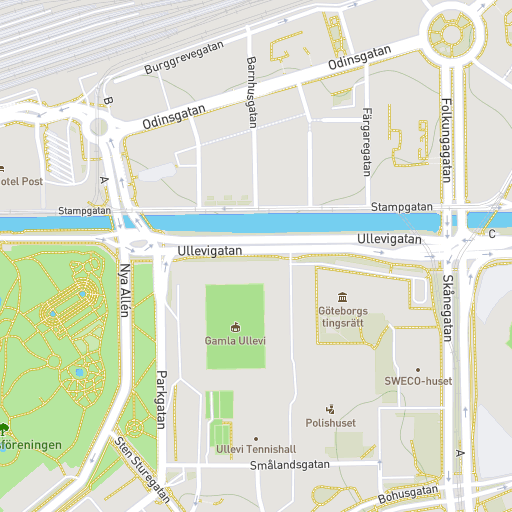 Burggrevegatan
Barnhusgatan
Odinsgatan
Folkungagatan
B
Odinsgatan
Färgaregatan
otel Post
A
Stampgatan
Stampgatan
Ullevigatan
Ullevigatan
C
Nya Allén
Skånegatan
Göteborgs
tingsrätt
Gamla Ullevi
Parkgatan
SWECO-huset
Polishuset
sföreningen
Sten Sturegatan
Ullevi Tennishall
Smålandsgatan
A
Bohusgatan